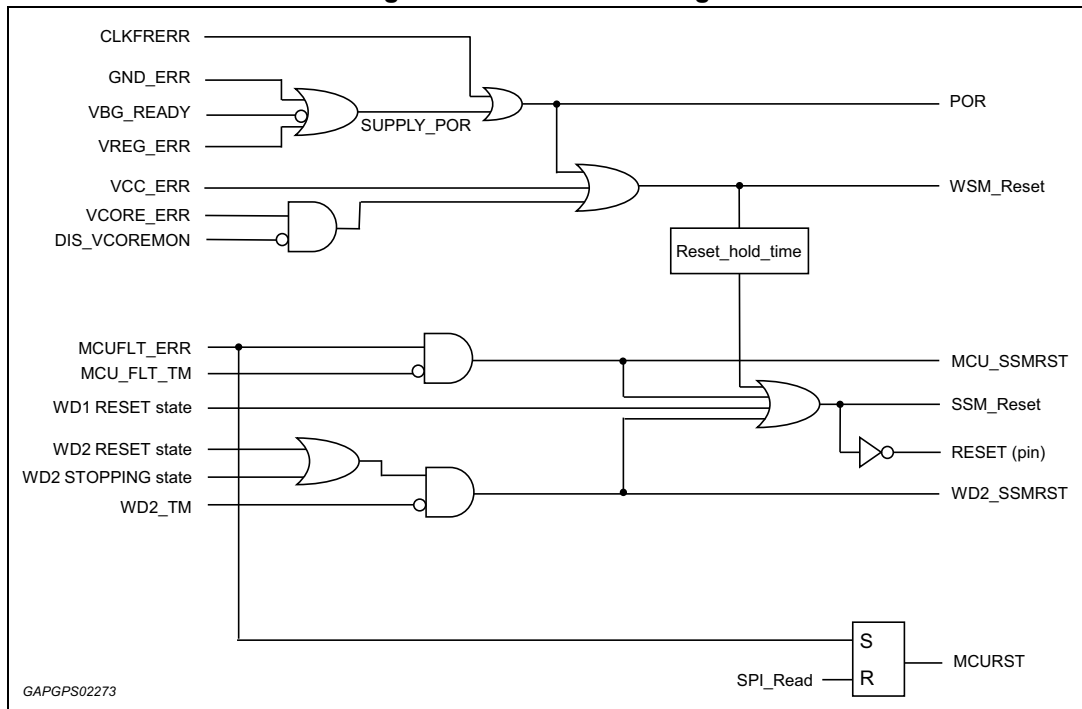 CLKFRERR
GND_ERR
VBG_READY
VREG_ERR
SUPPLY_POR
POR
VCC_ERR
VCORE_ERR
DIS_VCOREMON
WSM_Reset
Reset_hold_time
MCUFLT_ERR
MCU_FLT_TM
MCU_SSMRST
WD1 RESET state
SSM_Reset
WD2 RESET state
RESET (pin)
WD2 STOPPING state
WD2_TM
WD2_SSMRST
S
R
SPI_Read
MCURST
GAPGPS02273